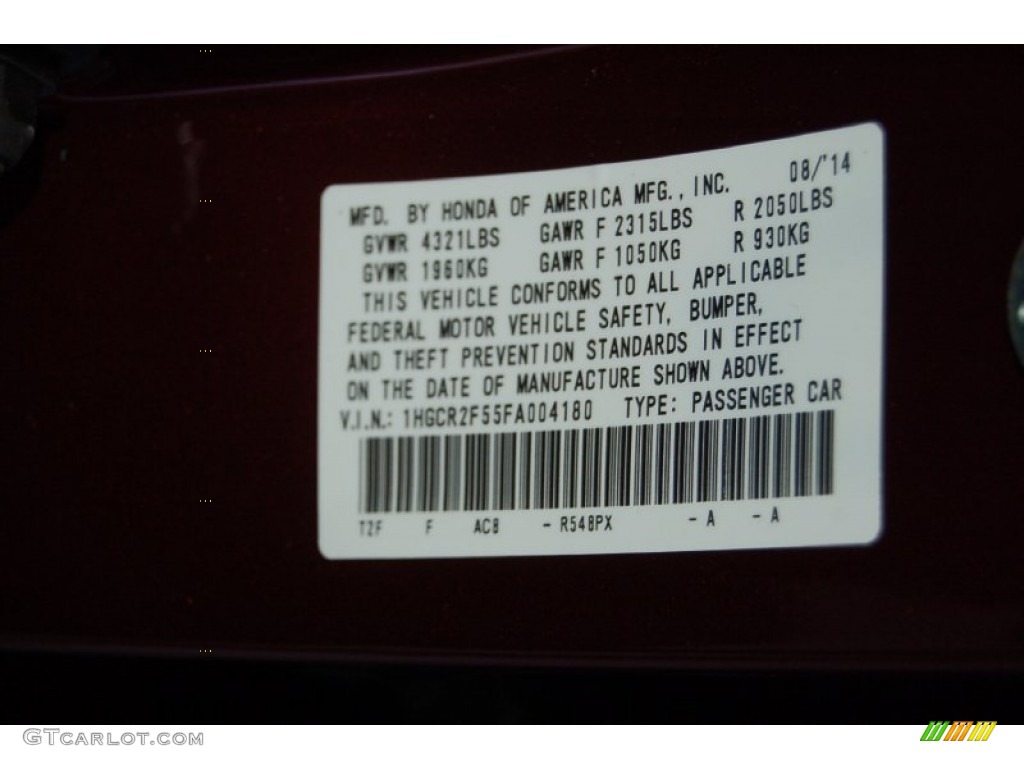 MFD. BY HONDA OF AMERICA MFG., INC. 08/'14
GVWR 4321LBS GAWR F 2315LBS R 2050LBS
GVWR 1960KG GAWR F 1050KG R 930KG
THIS VEHICLE CONFORMS TO ALL APPLICABLE
FEDERAL MOTOR VEHICLE SAFETY, BUMPER,
AND THEFT PREVENTION STANDARDS IN EFFECT
ON THE DATE OF MANUFACTURE SHOWN ABOVE.
V.I.N.: 1HGCR2F55FA004180 TYPE: PASSENGER CAR
T2F F AC8 - R548PX - A - A
GTCARLOT.COM